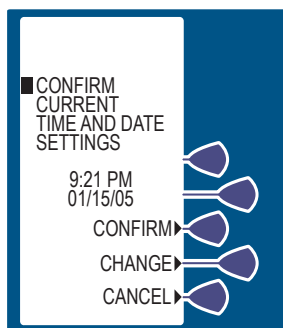 CONFIRM
CURRENT
TIME AND DATE
SETTINGS
9:21 PM
01/15/05
CONFIRM
CHANGE
CANCEL